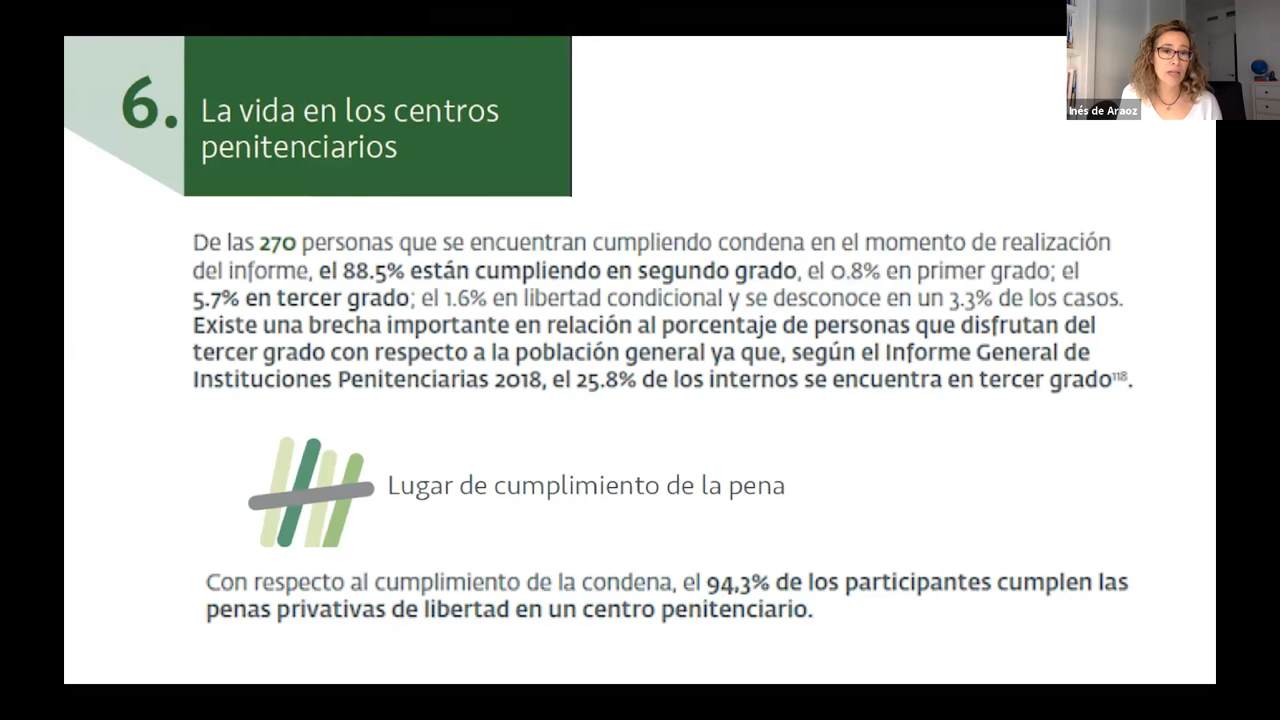 Inés de Araoz
6. La vida en los centros
penitenciarios
De las 270 personas que se encuentran cumpliendo condena en el momento de realización
del informe, el 88.5% están cumpliendo en segundo grado, el 0.8% en primer grado; el
5.7% en tercer grado; el 1.6% en libertad condicional y se desconoce en un 3.3% de los casos.
Existe una brecha importante en relación al porcentaje de personas que disfrutan del
tercer grado con respecto a la población general ya que, según el Informe General de
Instituciones Penitenciarias 2018, el 25.8% de los internos se encuentra en tercer grado¹¹⁸.
Lugar de cumplimiento de la pena
Con respecto al cumplimiento de la condena, el 94,3% de los participantes cumplen las
penas privativas de libertad en un centro penitenciario.